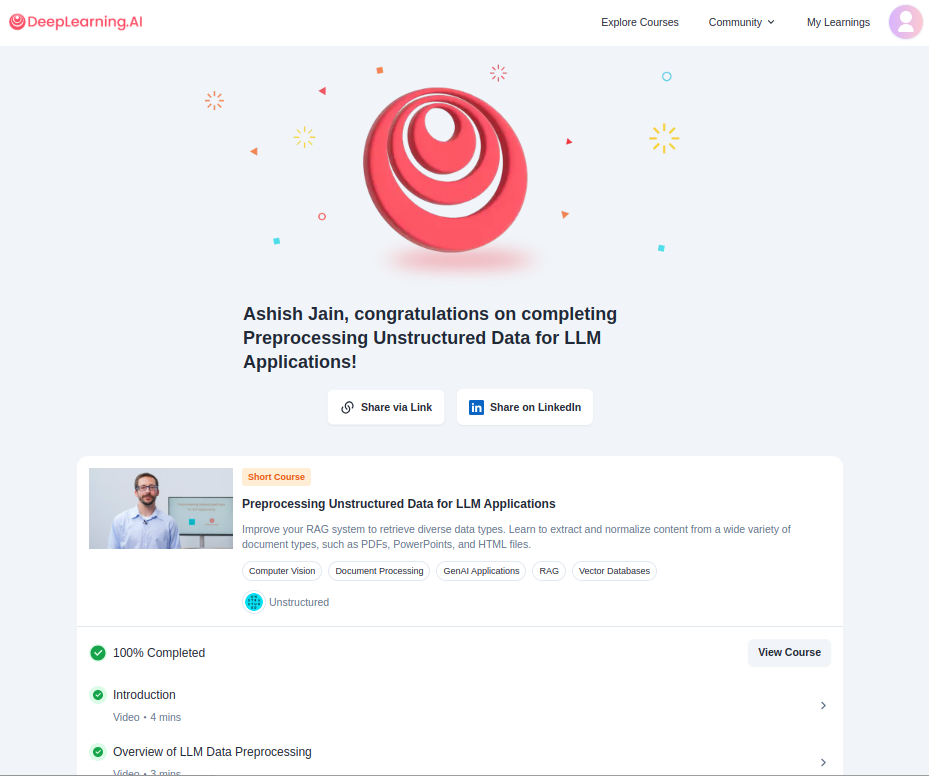 DeepLearning.AI
Explore Courses
Community
My Learnings
Ashish Jain, congratulations on completing
Preprocessing Unstructured Data for LLM
Applications!
Share via Link
Share on LinkedIn
Short Course
Preprocessing Unstructured Data for LLM Applications
Improve your RAG system to retrieve diverse data types. Learn to extract and normalize content from a wide variety of
document types, such as PDFs, PowerPoints, and HTML files.
Computer Vision
Document Processing
GenAI Applications
RAG
Vector Databases
Unstructured
100% Completed
View Course
Introduction
Video • 4 mins
Overview of LLM Data Preprocessing
Video • 3 mins